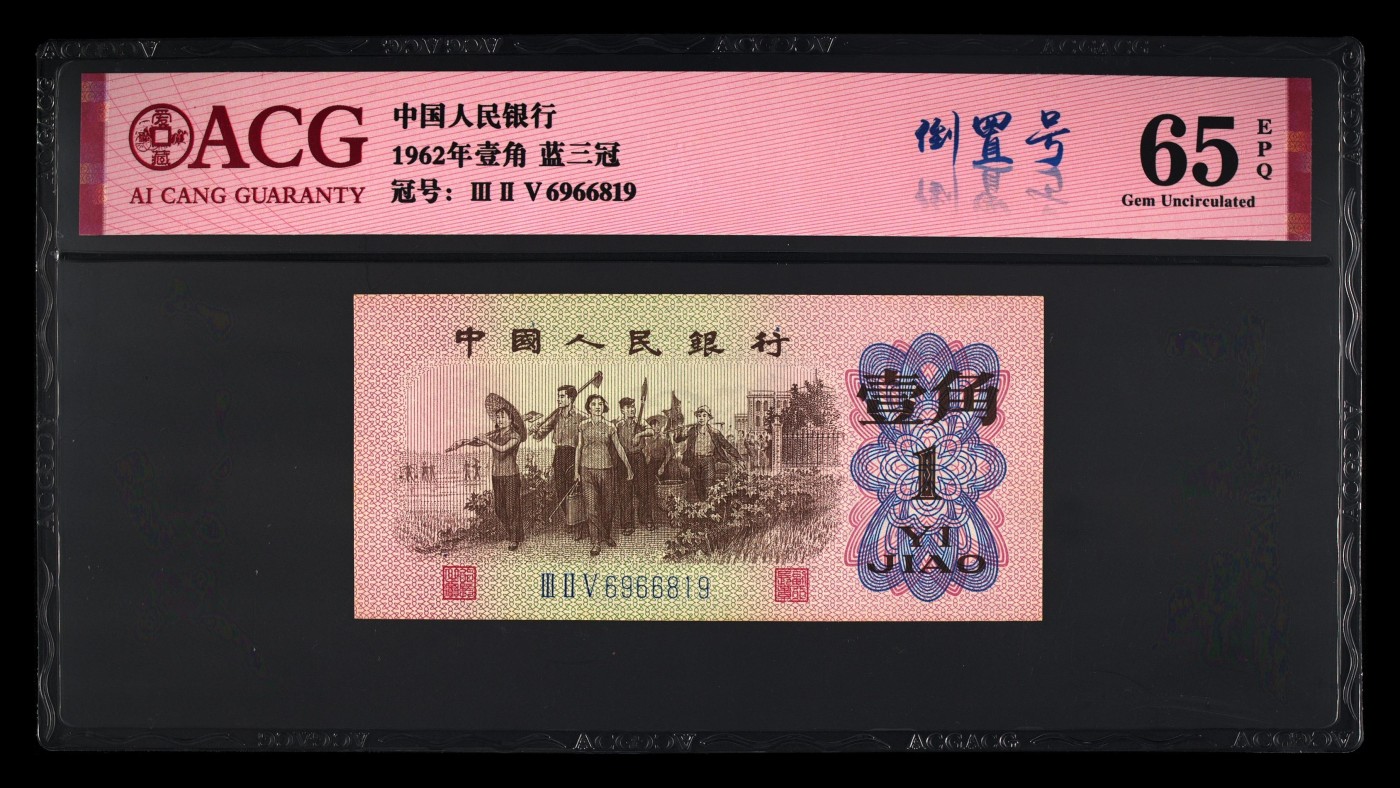 ACG
AI CANG GUARANTY
中国人民银行
1962年壹角 蓝三冠
冠号：ⅢⅡⅤ6966819
倒置号
65
EPQ
Gem Uncirculated
中國人民銀行
壹角
1
YI
JIAO
ⅢⅡⅤ6966819